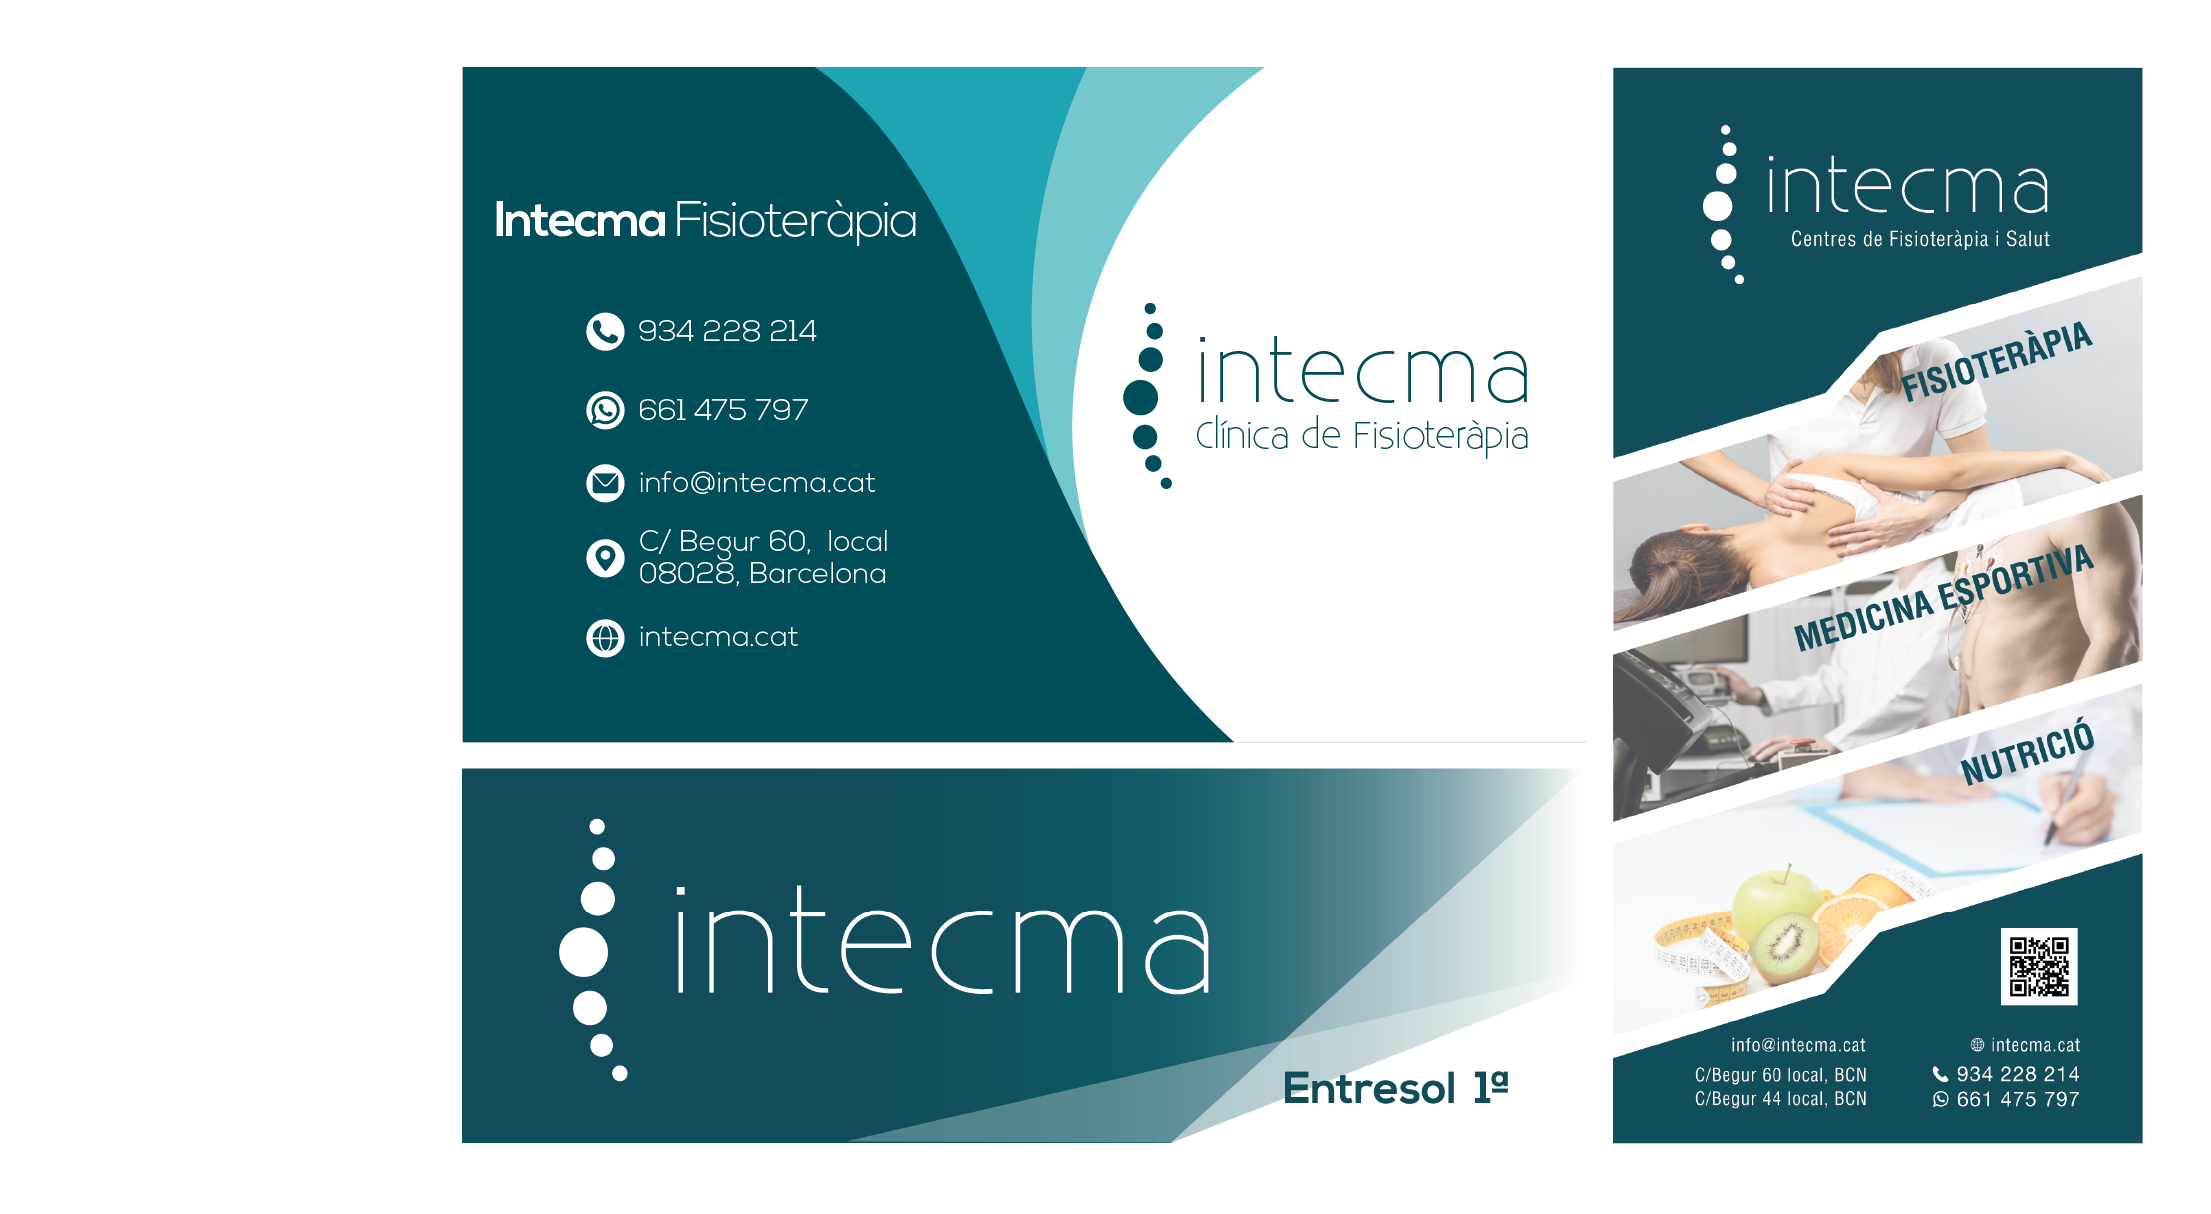 Intecma Fisioteràpia
934 228 214
661 475 797
info@intecma.cat
C/ Begur 60, local
08028, Barcelona
intecma.cat
intecma
Clínica de Fisioteràpia
intecma
Entresol 1ª
intecma
Centres de Fisioteràpia i Salut
FISIOTERÀPIA
MEDICINA ESPORTIVA
NUTRICIÓ
info@intecma.cat
C/Begur 60 local, BCN
C/Begur 44 local, BCN
intecma.cat
934 228 214
661 475 797